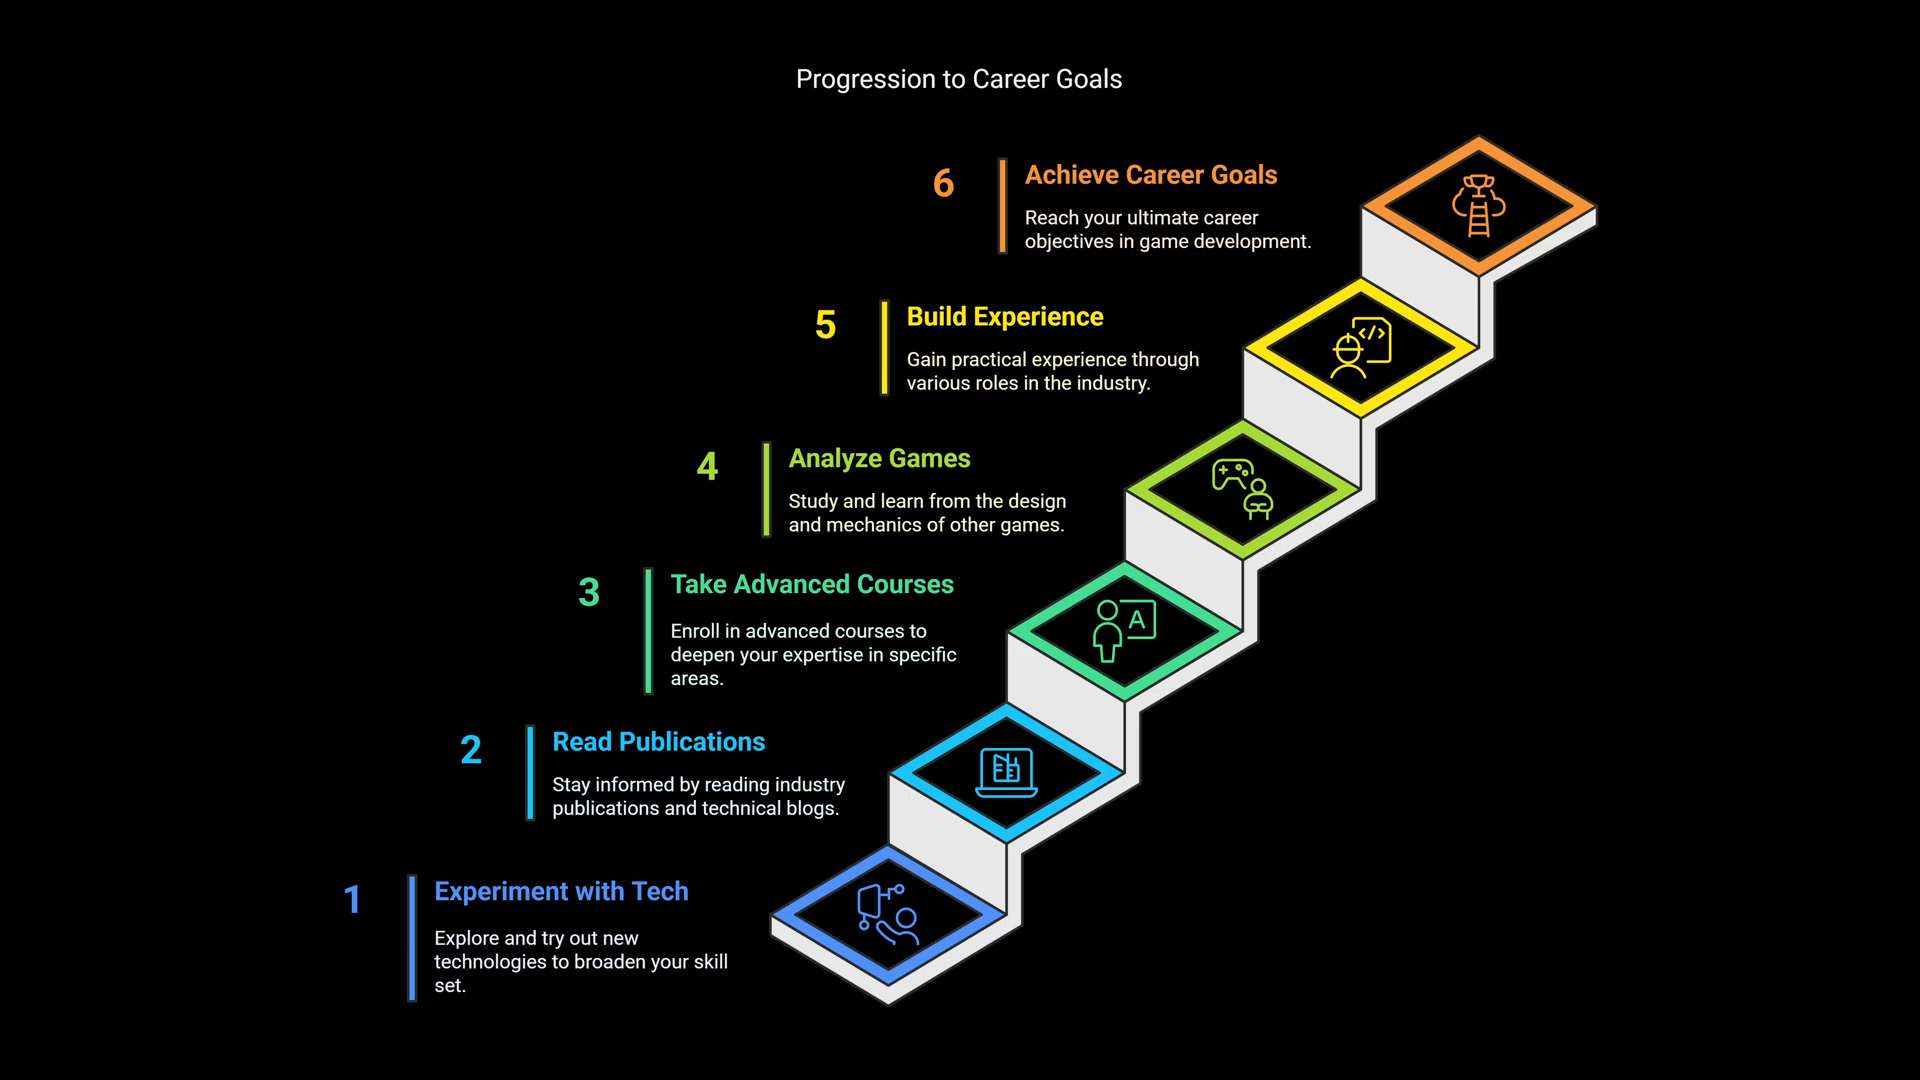 Progression to Career Goals
6
Achieve Career Goals
Reach your ultimate career
objectives in game development.
5
Build Experience
Gain practical experience through
various roles in the industry.
4
Analyze Games
Study and learn from the design
and mechanics of other games.
3
Take Advanced Courses
Enroll in advanced courses to
deepen your expertise in specific
areas.
A
2
Read Publications
Stay informed by reading industry
publications and technical blogs.
1
Experiment with Tech
Explore and try out new
technologies to broaden your skill
set.